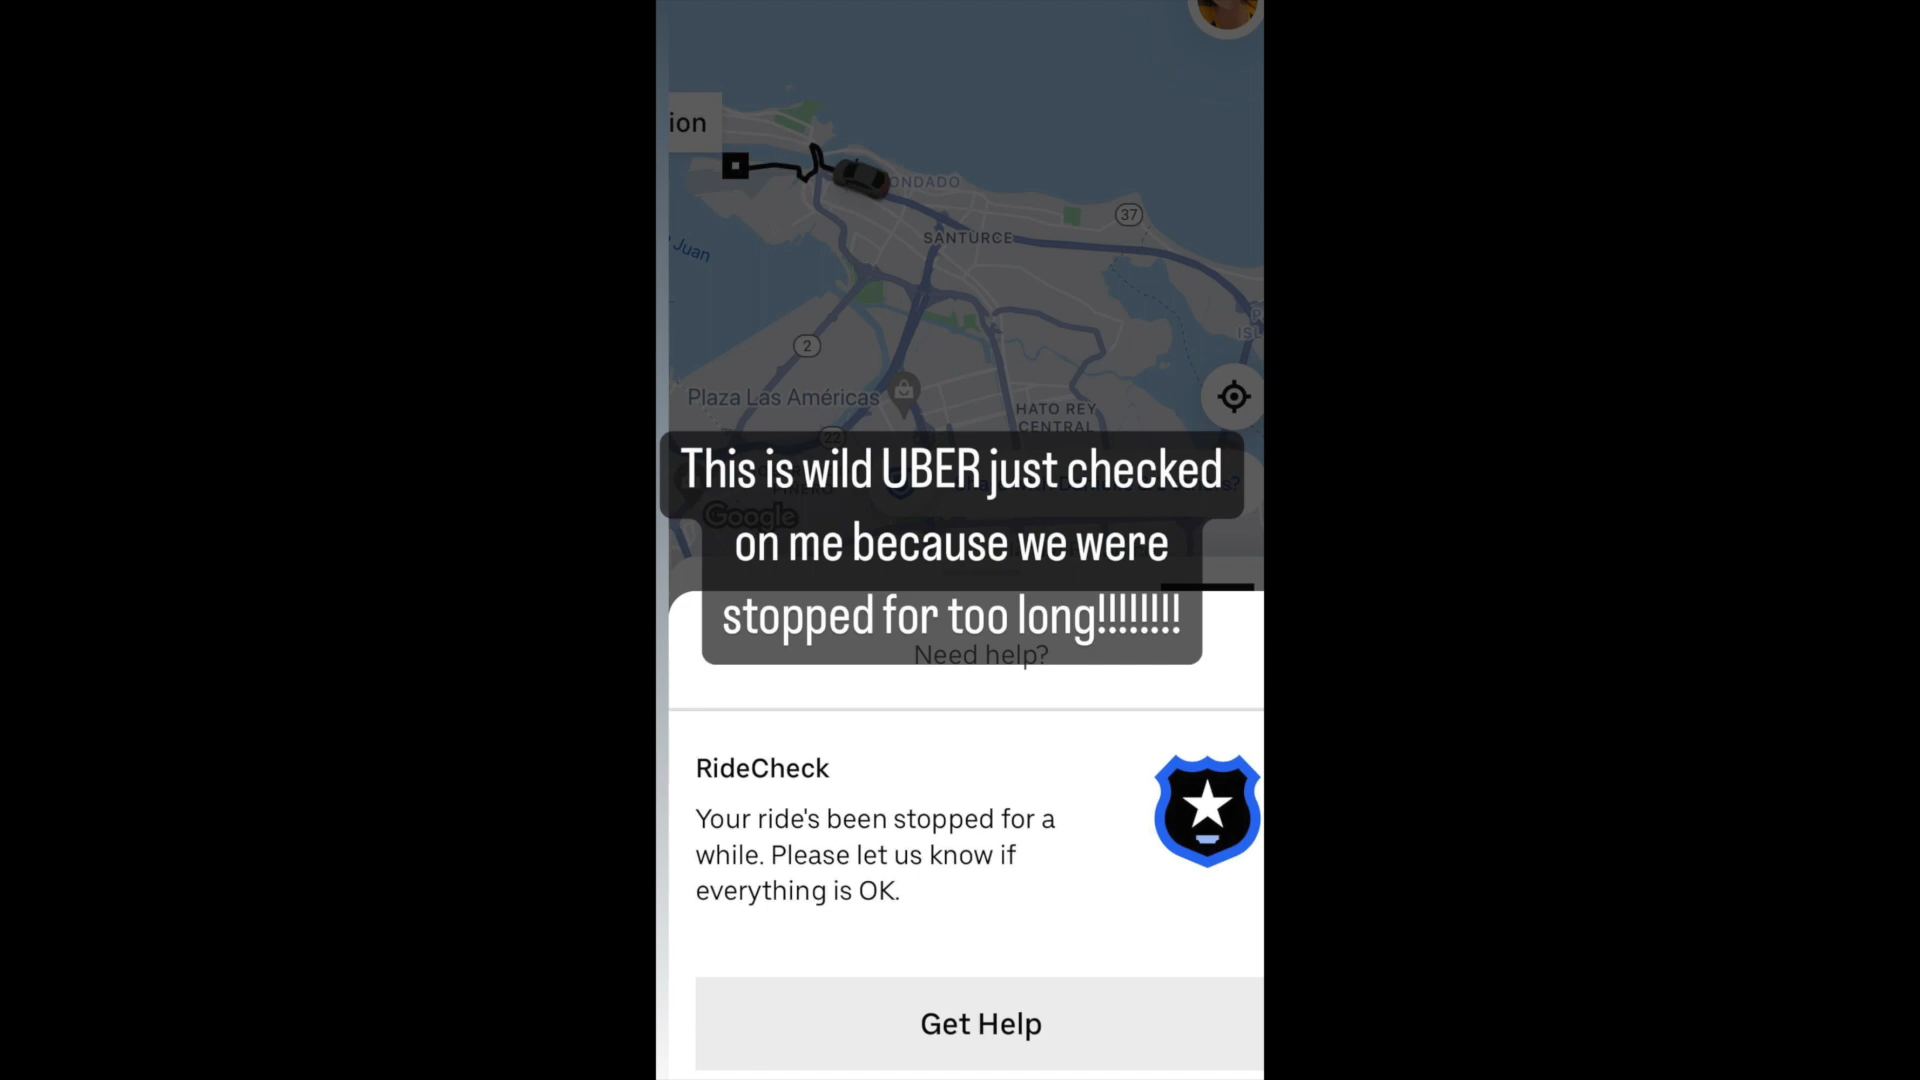 ion
ONDADO
37
SANTURCE
Juan
2
Plaza Las Américas
HATO REY
CENTRAL
22
This is wild UBER just checked
Google
on me because we were
stopped for too long!!!!!!!!
Need help?
RideCheck
Your ride's been stopped for a
while. Please let us know if
everything is OK.
Get Help